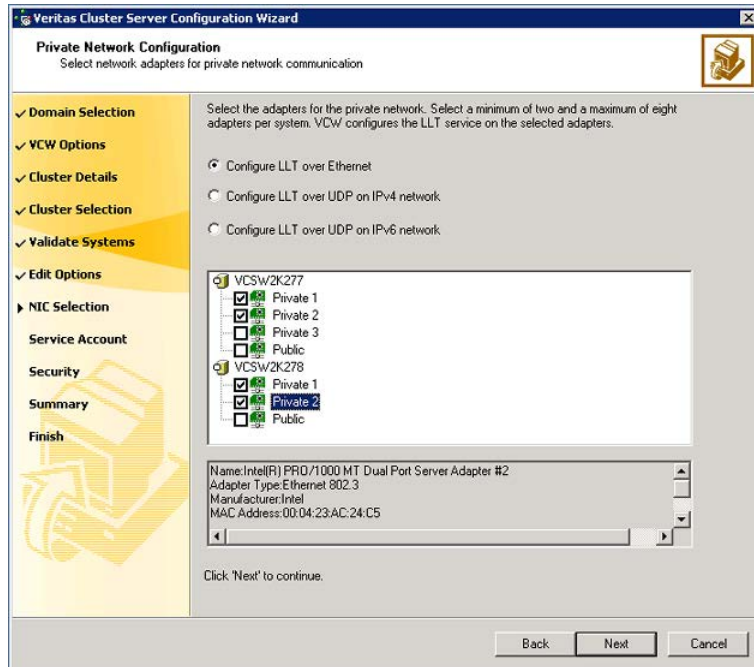 Veritas Cluster Server Configuration Wizard
Private Network Configuration
Select network adapters for private network communication
Domain Selection
VCW Options
Cluster Details
Cluster Selection
Validate Systems
Edit Options
NIC Selection
Service Account
Security
Summary
Finish
Select the adapters for the private network. Select a minimum of two and a maximum of eight
adapters per system. VCW configures the LLT service on the selected adapters.
Configure LLT over Ethernet
Configure LLT over UDP on IPv4 network
Configure LLT over UDP on IPv6 network
VCSW2K277
Private 1
Private 2
Private 3
Public
VCSW2K278
Private 1
Private 2
Public
Name:Intel(R) PRO/1000 MT Dual Port Server Adapter #2
Adapter Type:Ethernet 802.3
Manufacturer:Intel
MAC Address:00:04:23:AC:24:C5
Click 'Next' to continue.
Back Next Cancel